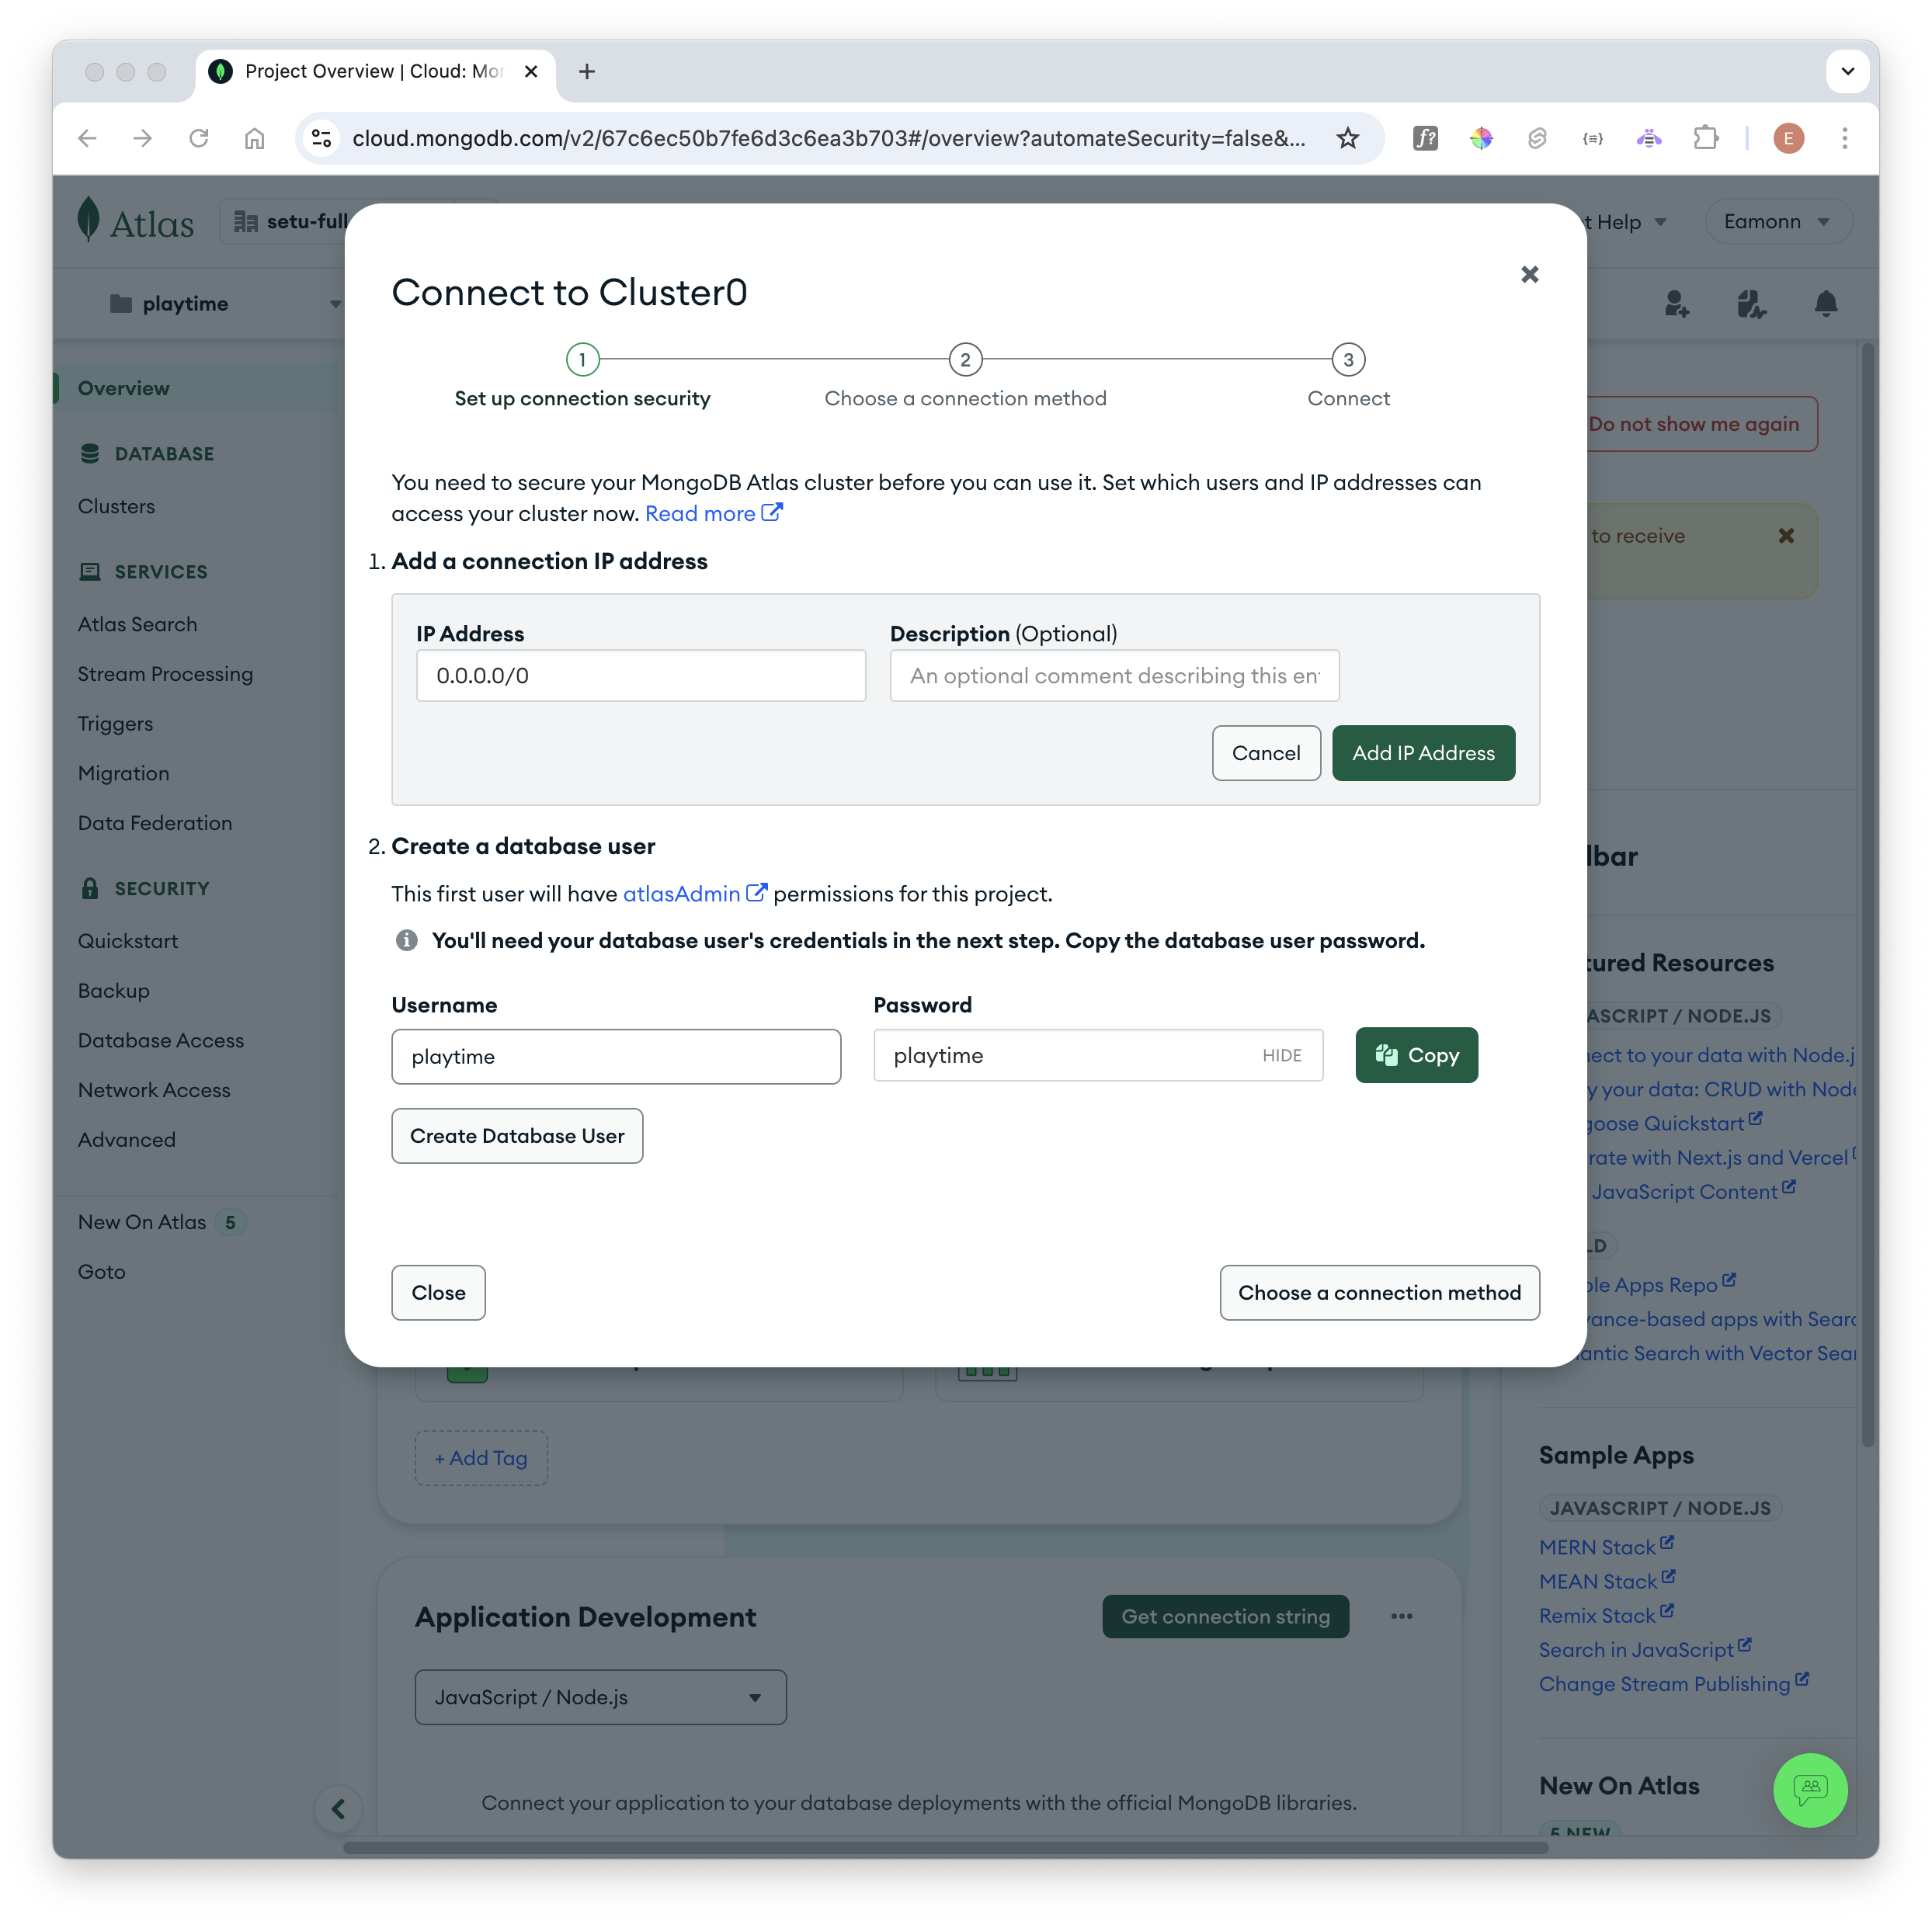 Project Overview | Cloud: Mo
cloud.mongodb.com/v2/67c6ec50b7fe6d3c6ea3b703#/overview?automateSecurity=false&...
E
Atlas
setu-full
Help
Eamonn
playtime
Overview
DATABASE
Clusters
SERVICES
Atlas Search
Stream Processing
Triggers
Migration
Data Federation
SECURITY
Quickstart
Backup
Database Access
Network Access
Advanced
New On Atlas 5
Goto
Connect to Cluster0
1
2
3
Set up connection security
Choose a connection method
Connect
You need to secure your MongoDB Atlas cluster before you can use it. Set which users and IP addresses can
access your cluster now. Read more
1. Add a connection IP address
IP Address
Description (Optional)
0.0.0.0/0
An optional comment describing this en
Cancel
Add IP Address
2. Create a database user
This first user will have atlasAdmin permissions for this project.
You'll need your database user's credentials in the next step. Copy the database user password.
Username
Password
playtime
playtime
HIDE
Copy
Create Database User
Close
Choose a connection method
Do not show me again
to receive
lbar
tured Resources
ASCRIPT / NODE.JS
nect to your data with Node.j
y your data: CRUD with Node
goose Quickstart
rate with Next.js and Vercel
JavaScript Content
LD
ple Apps Repo
vance-based apps with Searc
antic Search with Vector Sear
+ Add Tag
Application Development
Get connection string
JavaScript / Node.js
Connect your application to your database deployments with the official MongoDB libraries.
Sample Apps
JAVASCRIPT / NODE.JS
MERN Stack
MEAN Stack
Remix Stack
Search in JavaScript
Change Stream Publishing
New On Atlas
5 NEW